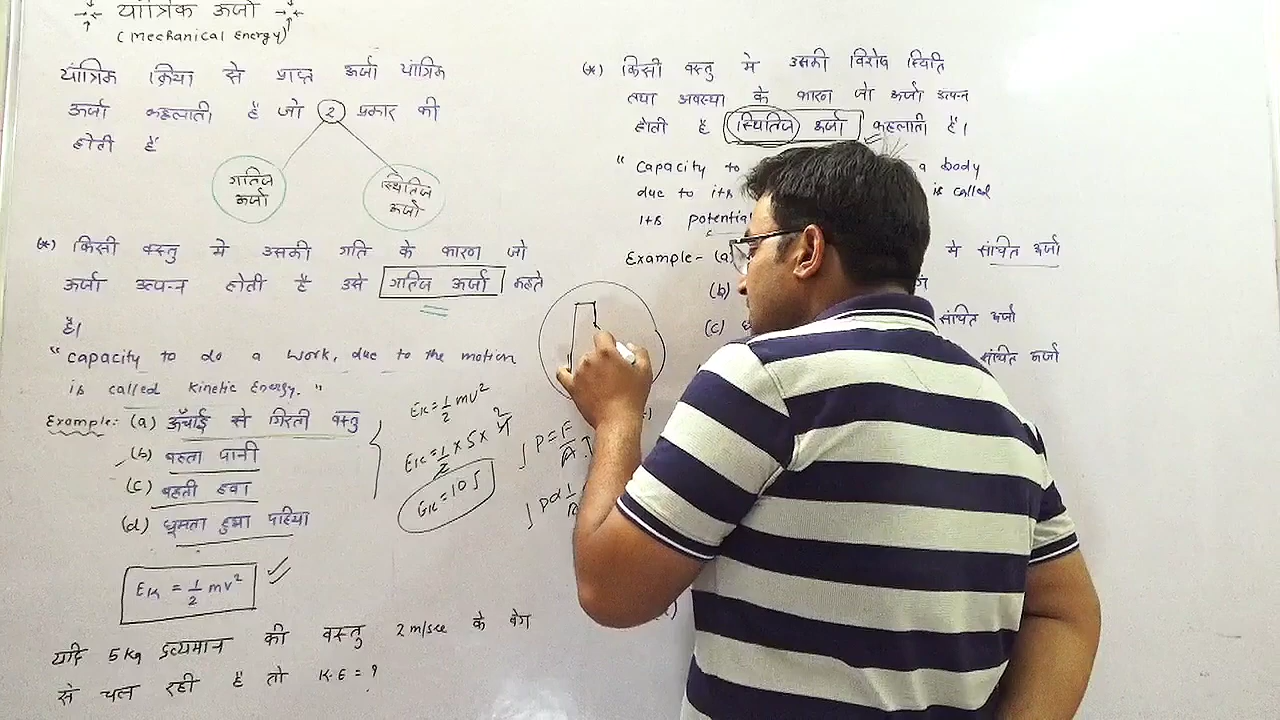 यांत्रिक ऊर्जा
(Mechanical Energy)
यांत्रिक क्रिया से प्राप्त ऊर्जा यांत्रिक
ऊर्जा कहलाती है जो 2 प्रकार की
होती है
गतिज
ऊर्जा
स्थितिज
ऊर्जा
(*) किसी वस्तु मे उसकी गति के कारण जो
ऊर्जा उत्पन्न होती है उसे गतिज ऊर्जा कहते
है।
"capacity to do a work, due to the motion
is called kinetic Energy."
Example:- (a) ऊँचाई से गिरती वस्तु
(b) बहता पानी
(c) बहती हवा
(d) घूमता हुआ पहिया
EK = 1/2 mv²
यदि 5 Kg द्रव्यमान की वस्तु 2 m/sec के वेग
से चल रही है तो K.E = ?
EK = 1/2 mv²
EK = 1/2 × 5 ×
EK = 10 J
P = F/A
P α 1/
(*) किसी वस्तु मे उसकी विशेष स्थिति
तथा अवस्था के कारण जो ऊर्जा उत्पन्न
होती है स्थितिज ऊर्जा कहलाती है।
"capacity to a body
due to its is called
its potential
Example- (a) मे संचित ऊर्जा
(b)
(c) संचित ऊर्जा
संचित ऊर्जा